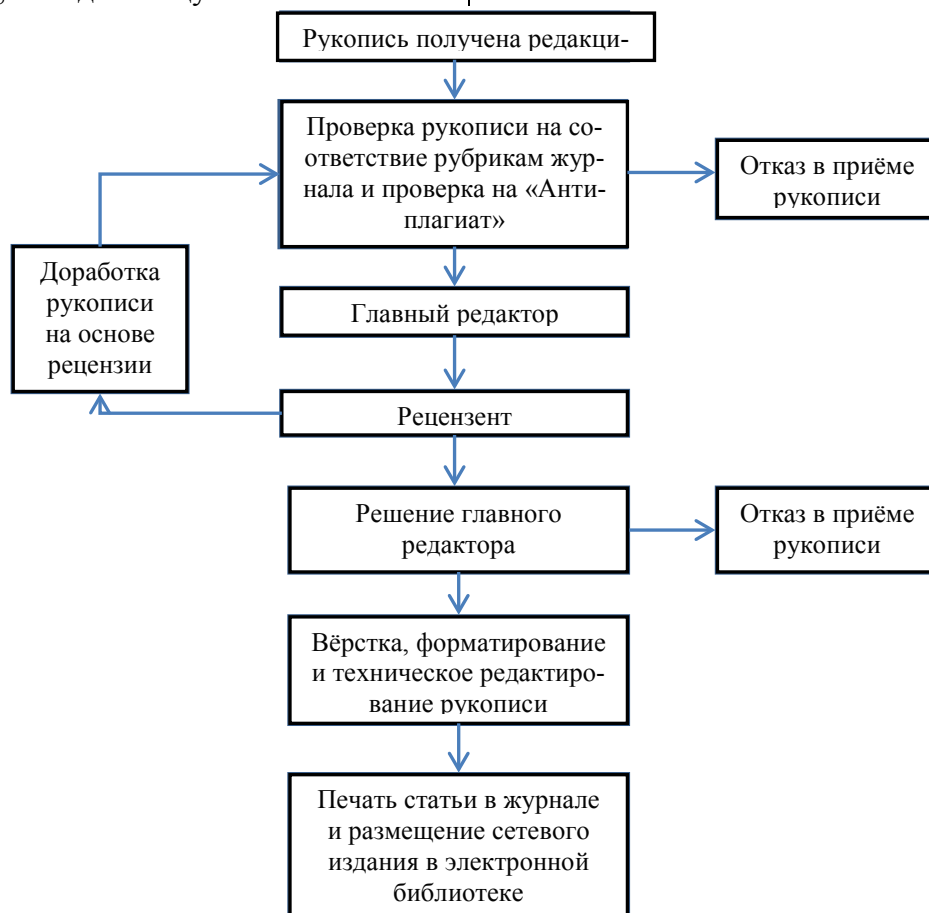 Рукопись получена редакци-
Проверка рукописи на со-
ответствие рубрикам жур-
нала и проверка на «Анти-
плагиат»
Отказ в приёме
рукописи
Доработка
рукописи
на основе
рецензии
Главный редактор
Рецензент
Решение главного
редактора
Отказ в приёме
рукописи
Вёрстка, форматирование
и техническое редактиро-
вание рукописи
Печать статьи в журнале
и размещение сетевого
издания в электронной
библиотеке